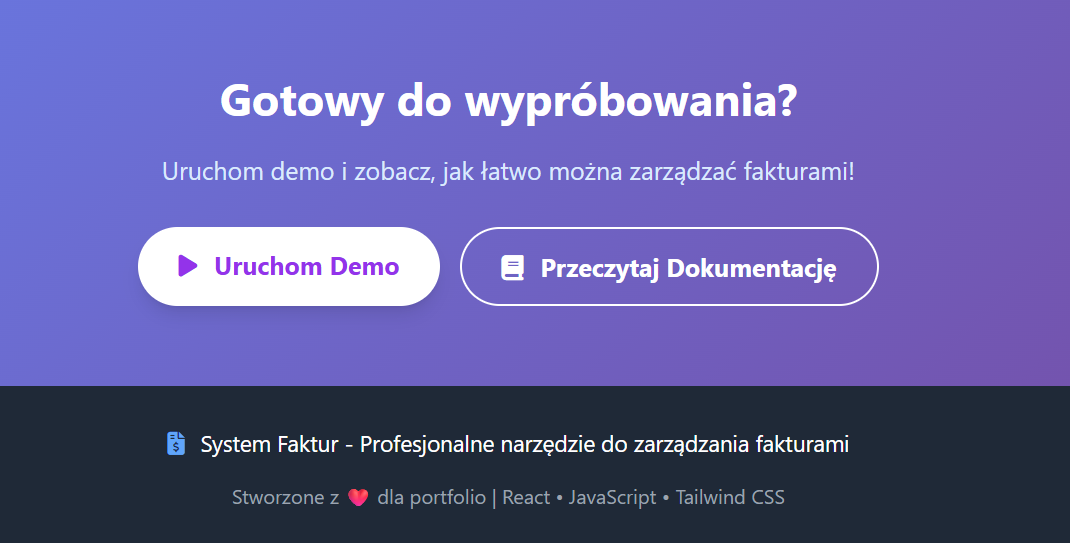 Gotowy do wypróbowania?
Uruchom demo i zobacz, jak łatwo można zarządzać fakturami!
Uruchom Demo
Przeczytaj Dokumentację
System Faktur - Profesjonalne narzędzie do zarządzania fakturami
Stworzone z ❤️ dla portfolio | React • JavaScript • Tailwind CSS